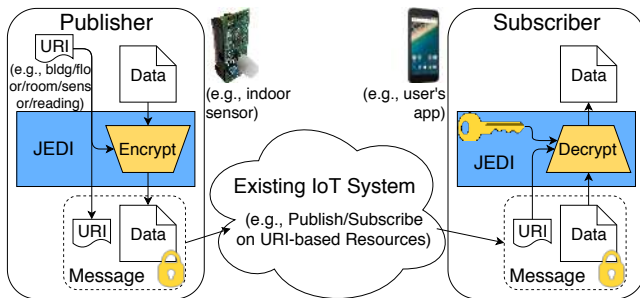 Publisher
URI
(e.g., bldg/flo
or/room/sens
or/reading)
Data
JEDI
Encrypt
URI
Data
Message
(e.g., indoor
sensor)
(e.g., user's
app)
Existing IoT System
(e.g., Publish/Subscribe
on URI-based Resources)
Subscriber
Data
Decrypt
JEDI
URI
Data
Message